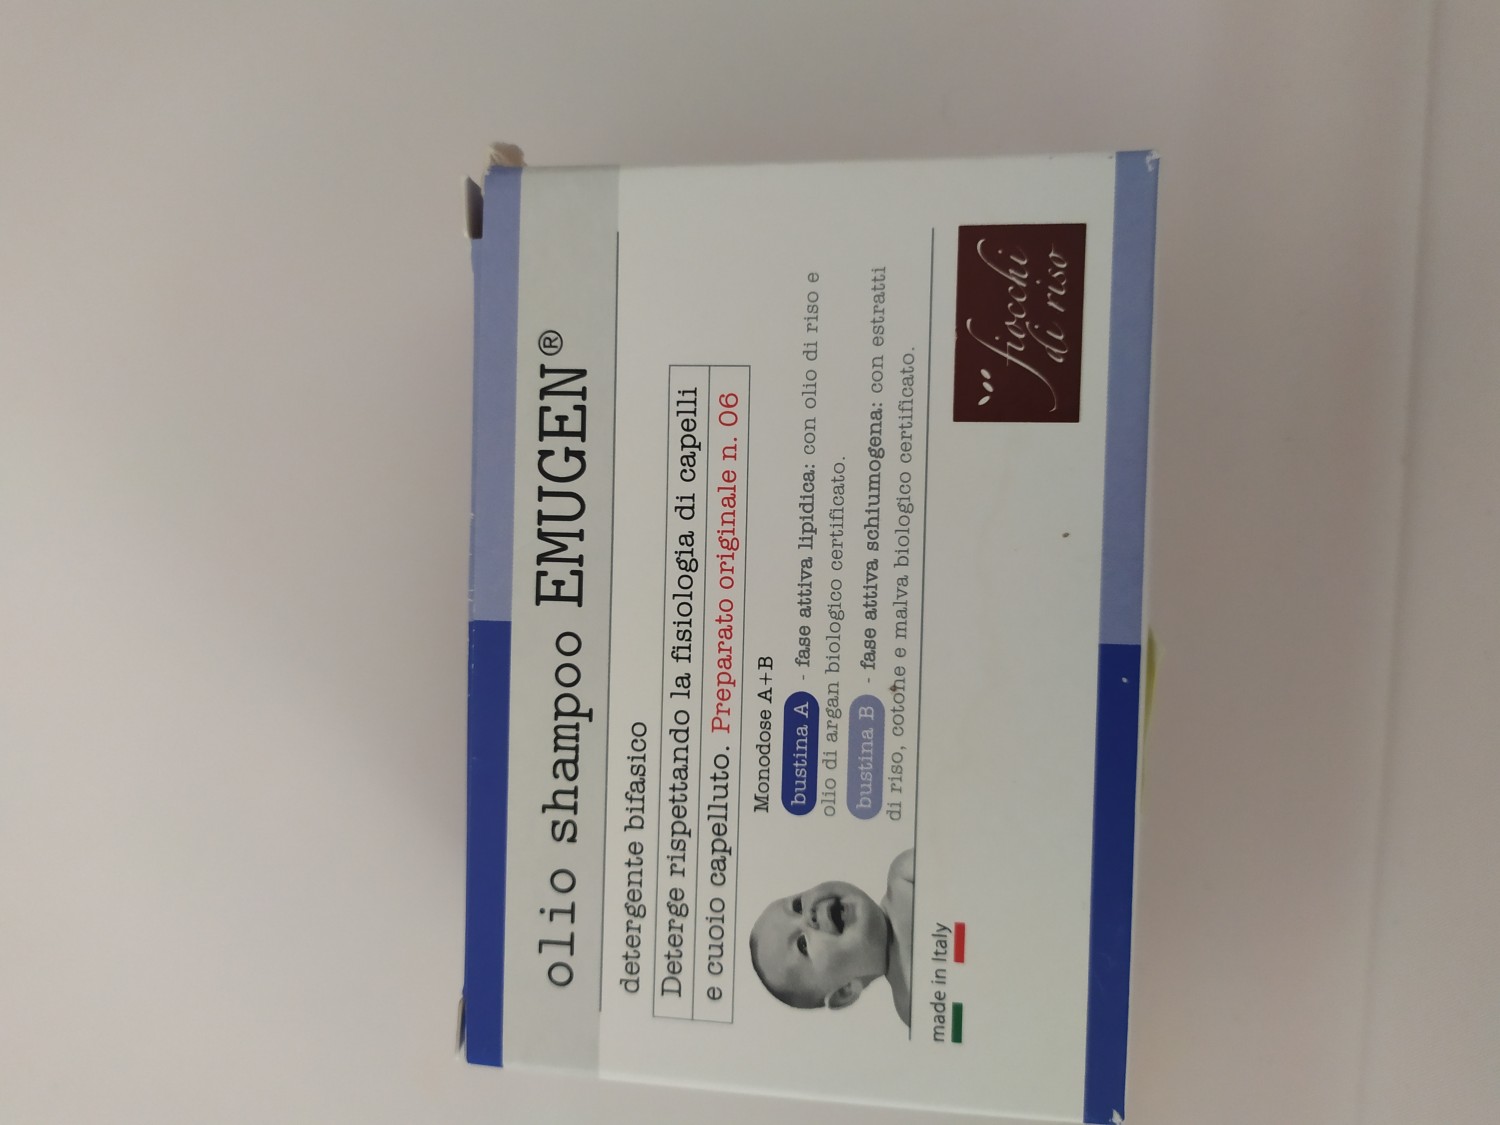 olio shampoo EMUGEN®
detergente bifasico
Deterge rispettando la fisiologia di capelli
e cuoio capelluto. Preparato originale n. 06
Monodose A+B
bustina A - fase attiva lipidica: con olio di riso e
olio di argan biologico certificato.
bustina B - fase attiva schiumogena: con estratti
di riso, cotone e malva biologico certificato.
made in Italy
fiocchi
di riso